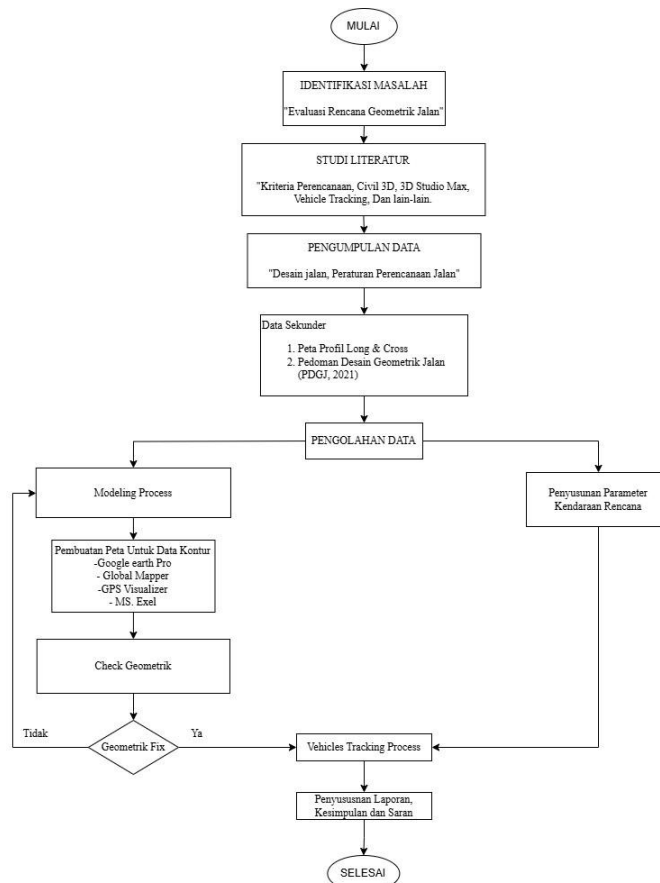 MULAI
IDENTIFIKASI MASALAH
"Evaluasi Rencana Geometrik Jalan"
STUDI LITERATUR
"Kriteria Perencanaan, Civil 3D, 3D Studio Max,
Vehicle Tracking, Dan lain-lain.
PENGUMPULAN DATA
"Desain jalan, Peraturan Perencanaan Jalan"
Data Sekunder
1. Peta Profil Long & Cross
2. Pedoman Desain Geometrik Jalan
(PDGJ, 2021)
PENGOLAHAN DATA
Modeling Process
Penyusunan Parameter
Kendaraan Rencana
Pembuatan Peta Untuk Data Kontur
-Google earth Pro
- Global Mapper
-GPS Visualizer
- MS. Exel
Check Geometrik
Tidak
Geometrik Fix
Ya
Vehicles Tracking Process
Penyususnan Laporan,
Kesimpulan dan Saran
SELESAI